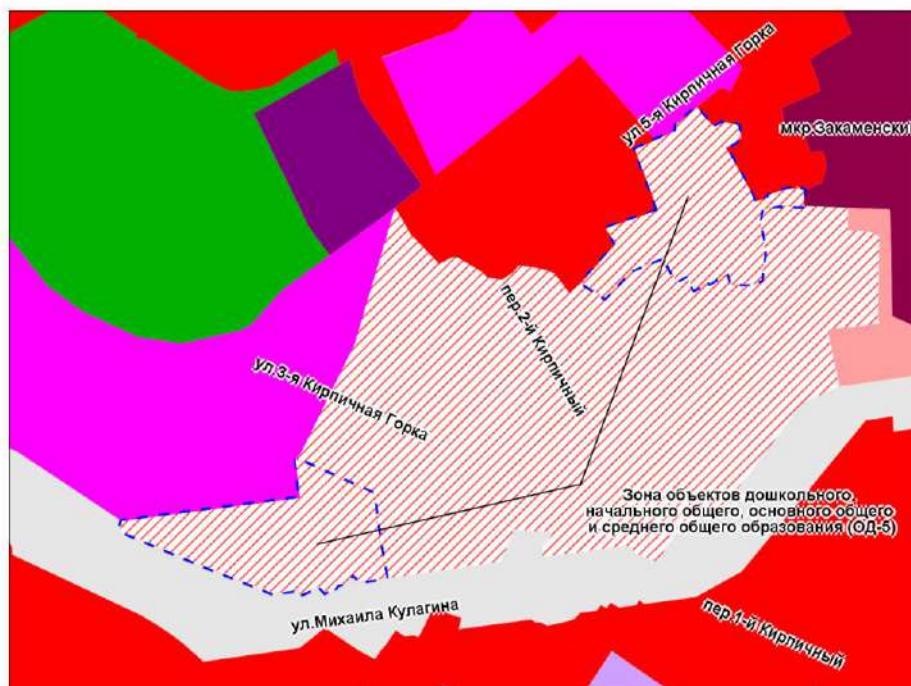 ул.5-я Кирпичная Горка
мкр.Закаменский
пер.2-й Кирпичный
ул.3-я Кирпичная Горка
Зона объектов дошкольного,
начального общего, основного общего
и среднего общего образования (ОД-5)
ул.Михаила Кулагина
пер.1-й Кирпичный